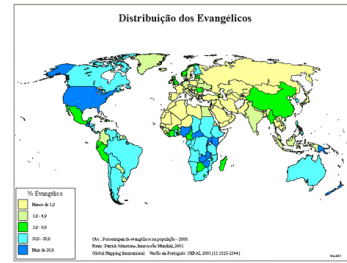 Distribuição dos Evangélicos
% Evangélico
Menos de 2,0
2,0 - 4,9
5,0 - 9,9
10,0 - 20,0
Mais de 20,0
Obs.: Porcentagem de evangélicos na população - 2000.
Fonte: Patrick Johnstone, Intercessão Mundial, 2001
Global Mapping International Versão em Português: SEPAL 2001 (11 5523-2544)